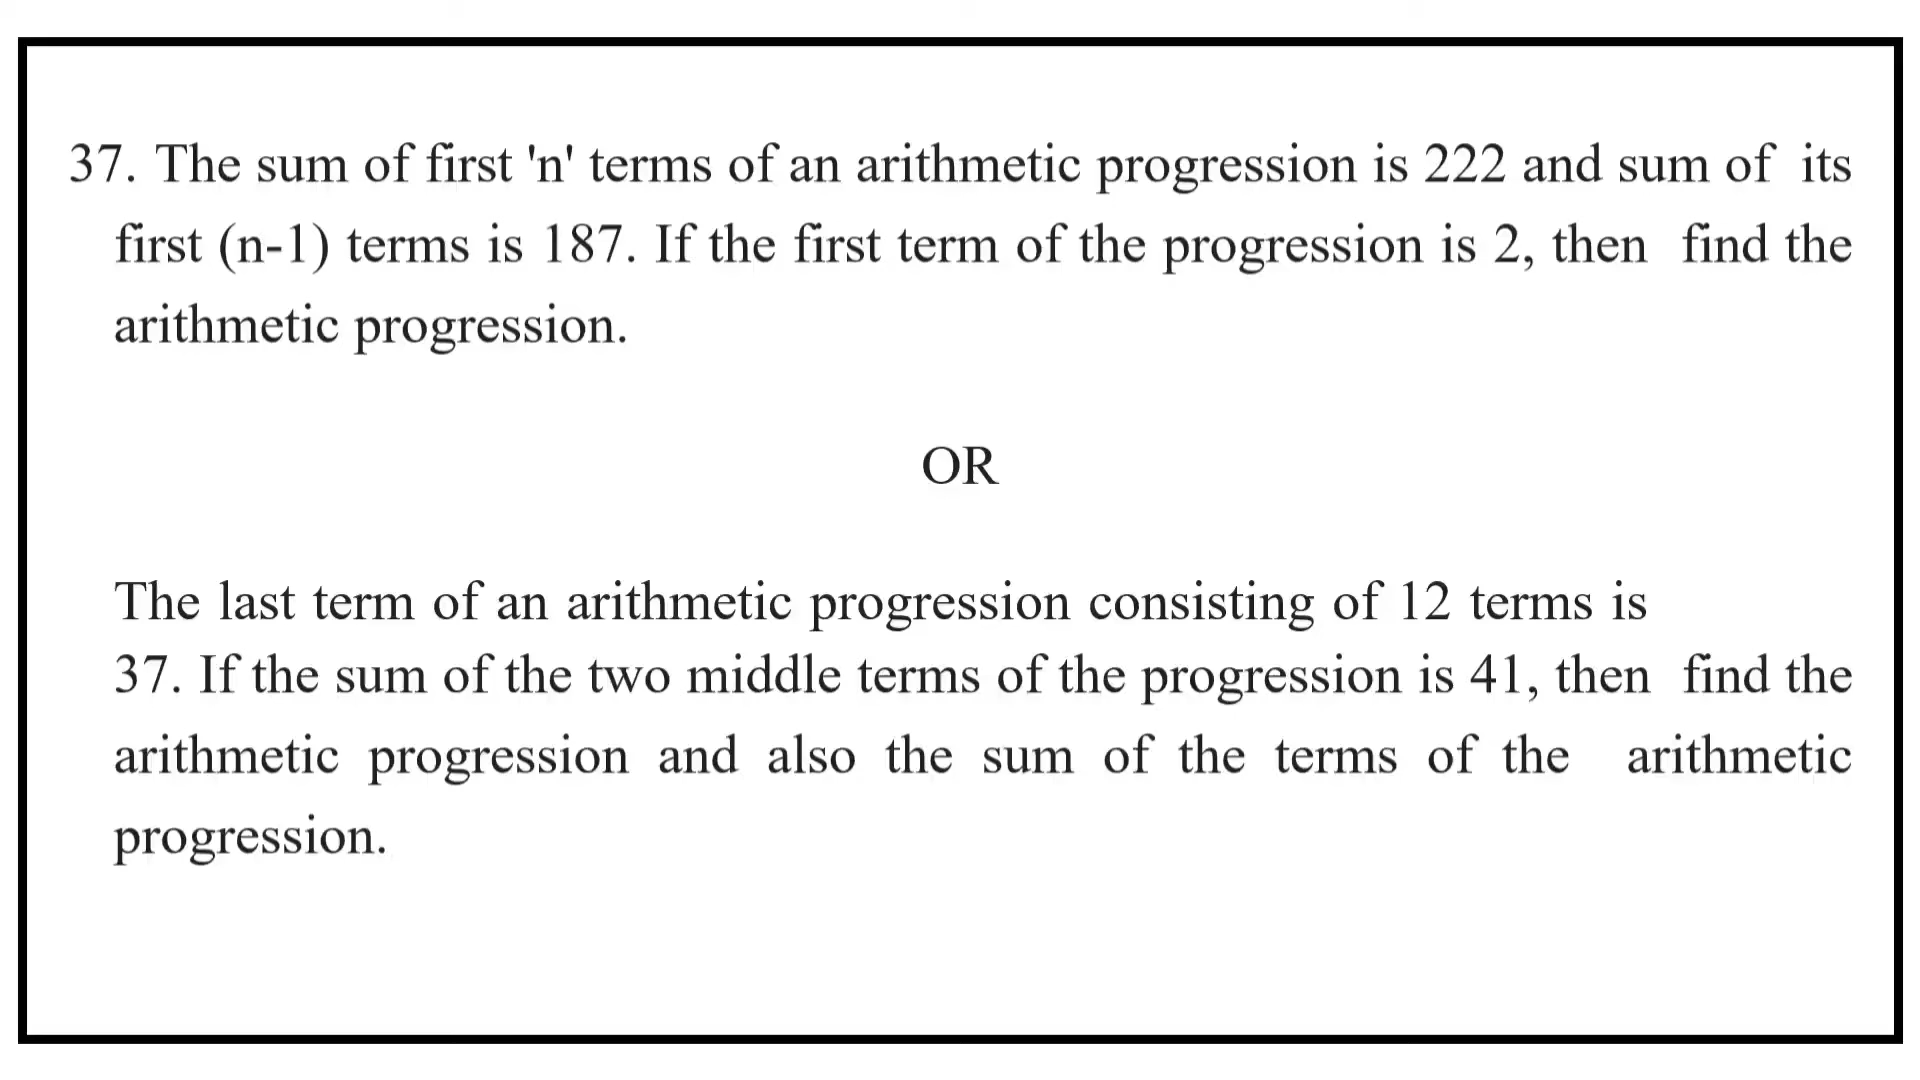 37. The sum of first 'n' terms of an arithmetic progression is 222 and sum of its
first (n-1) terms is 187. If the first term of the progression is 2, then find the
arithmetic progression.
OR
The last term of an arithmetic progression consisting of 12 terms is
37. If the sum of the two middle terms of the progression is 41, then find the
arithmetic progression and also the sum of the terms of the arithmetic
progression.